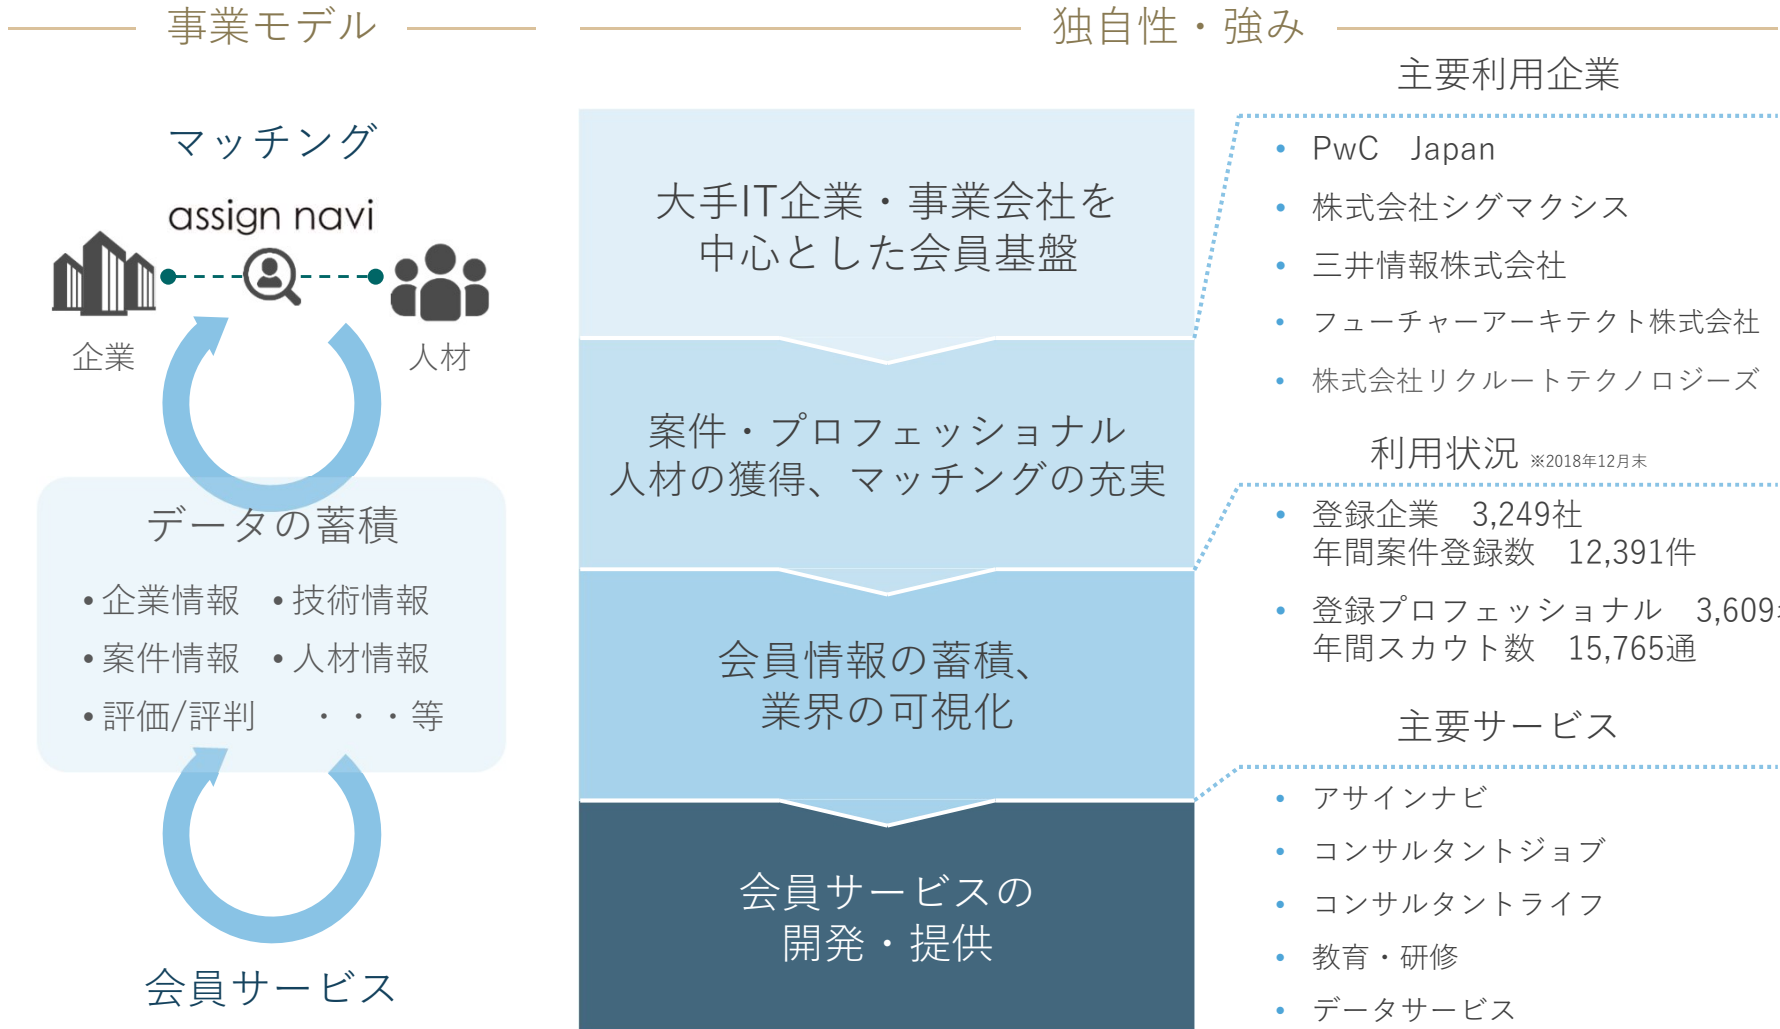 事業モデル
マッチング
assign navi
企業
人材
データの蓄積
•企業情報 •技術情報
•案件情報 •人材情報
•評価/評判 ・・・等
会員サービス
独自性・強み
大手IT企業・事業会社を
中心とした会員基盤
案件・プロフェッショナル
人材の獲得、マッチングの充実
会員情報の蓄積、
業界の可視化
会員サービスの
開発・提供
主要利用企業
• PwC　Japan
• 株式会社シグマクシス
• 三井情報株式会社
• フューチャーアーキテクト株式会社
• 株式会社リクルートテクノロジーズ
利用状況 ※2018年12月末
• 登録企業　3,249社
年間案件登録数　12,391件
• 登録プロフェッショナル　3,609
年間スカウト数　15,765通
主要サービス
• アサインナビ
• コンサルタントジョブ
• コンサルタントライフ
• 教育・研修
• データサービス